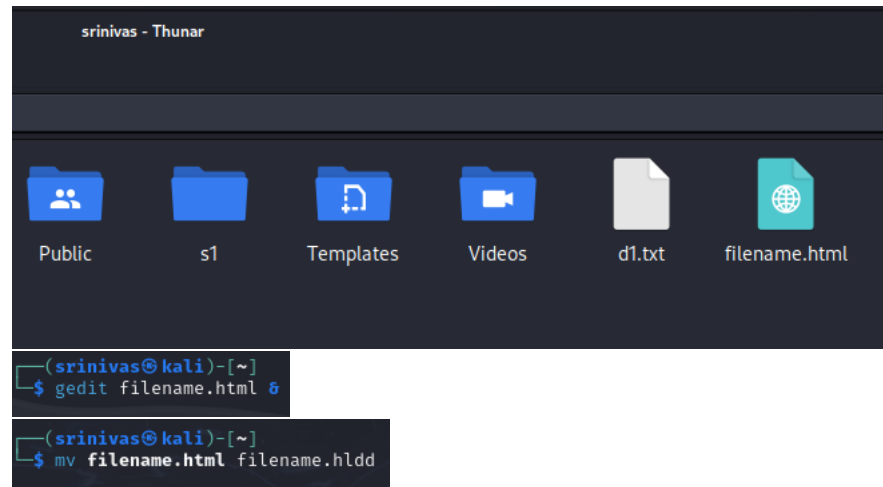 srinivas - Thunar
Public s1 Templates Videos d1.txt filename.html
┌──(srinivas㉿kali)-[~]
└─$ gedit filename.html &
┌──(srinivas㉿kali)-[~]
└─$ mv filename.html filename.hldd